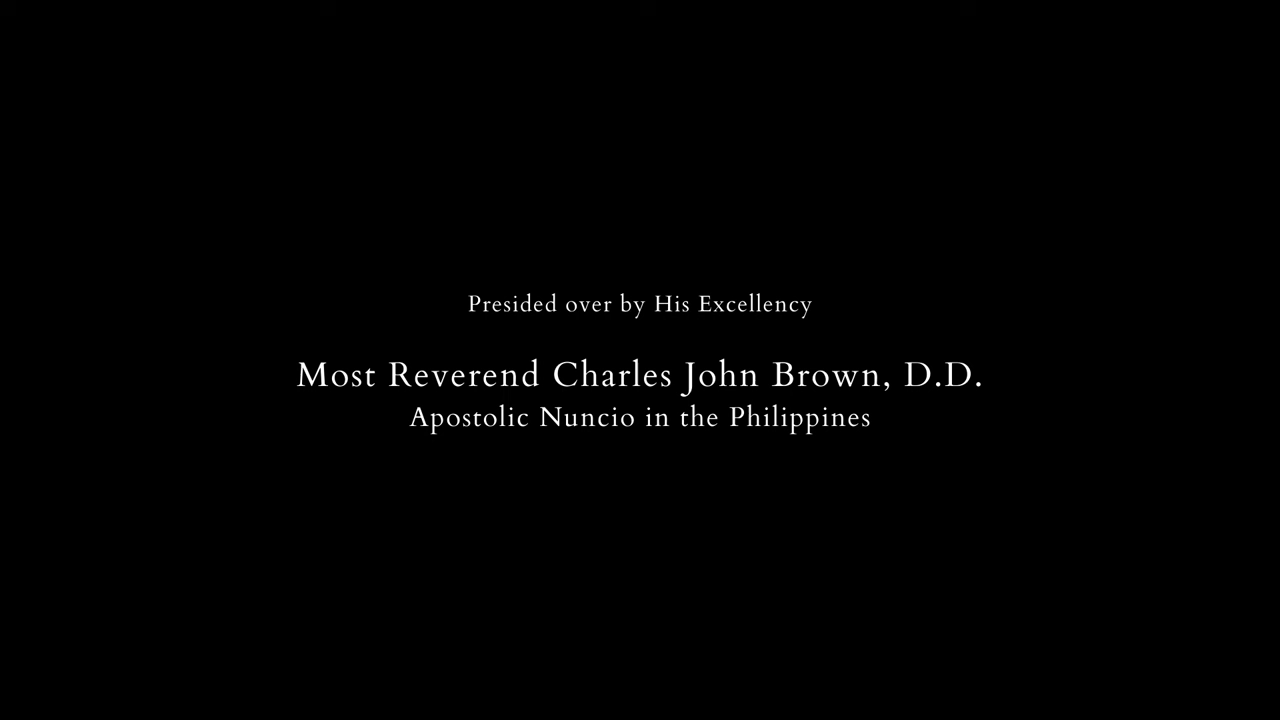 Presided over by His Excellency
Most Reverend Charles John Brown, D.D.
Apostolic Nuncio in the Philippines